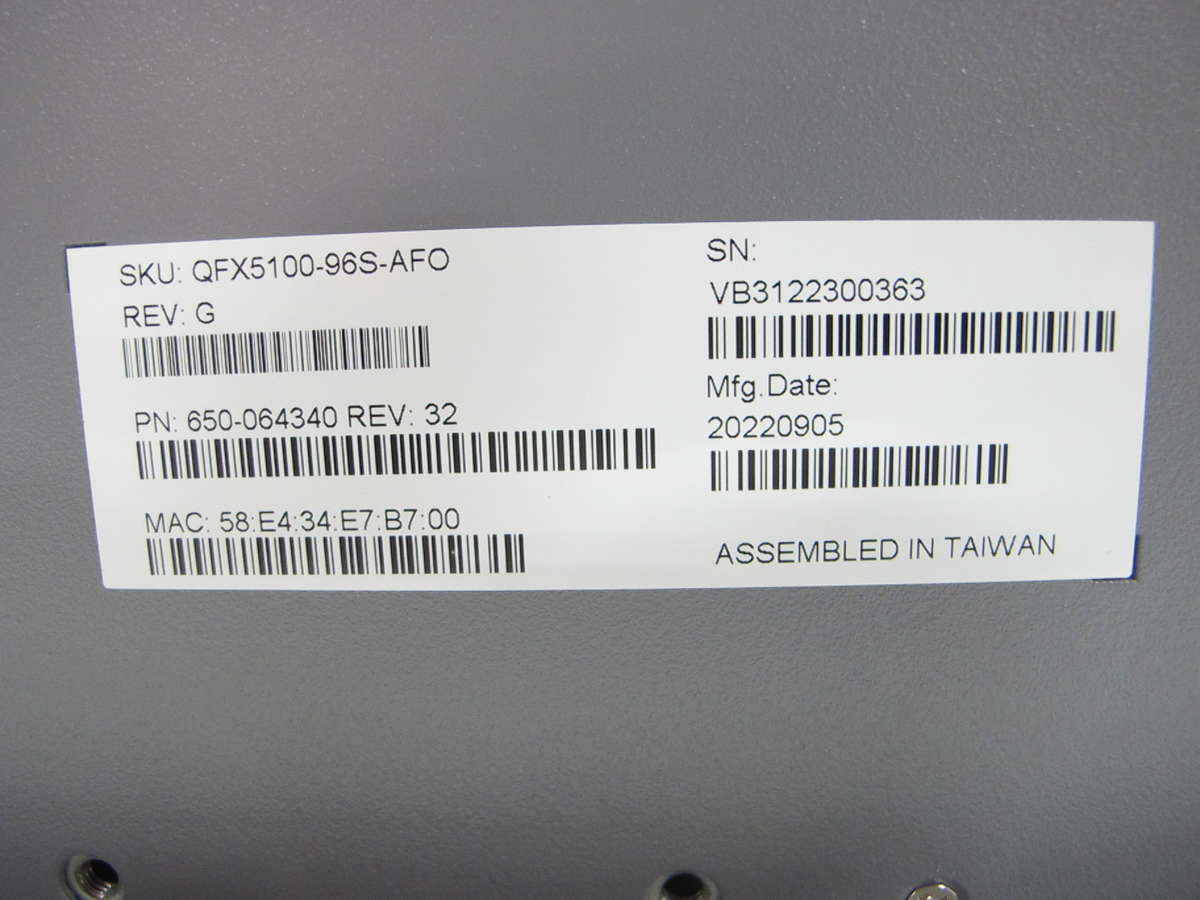 SKU: QFX5100-96S-AFO
REV: G
PN: 650-064340 REV: 32
MAC: 58:E4:34:E7:B7:00
SN:
VB3122300363
Mfg.Date:
20220905
ASSEMBLED IN TAIWAN